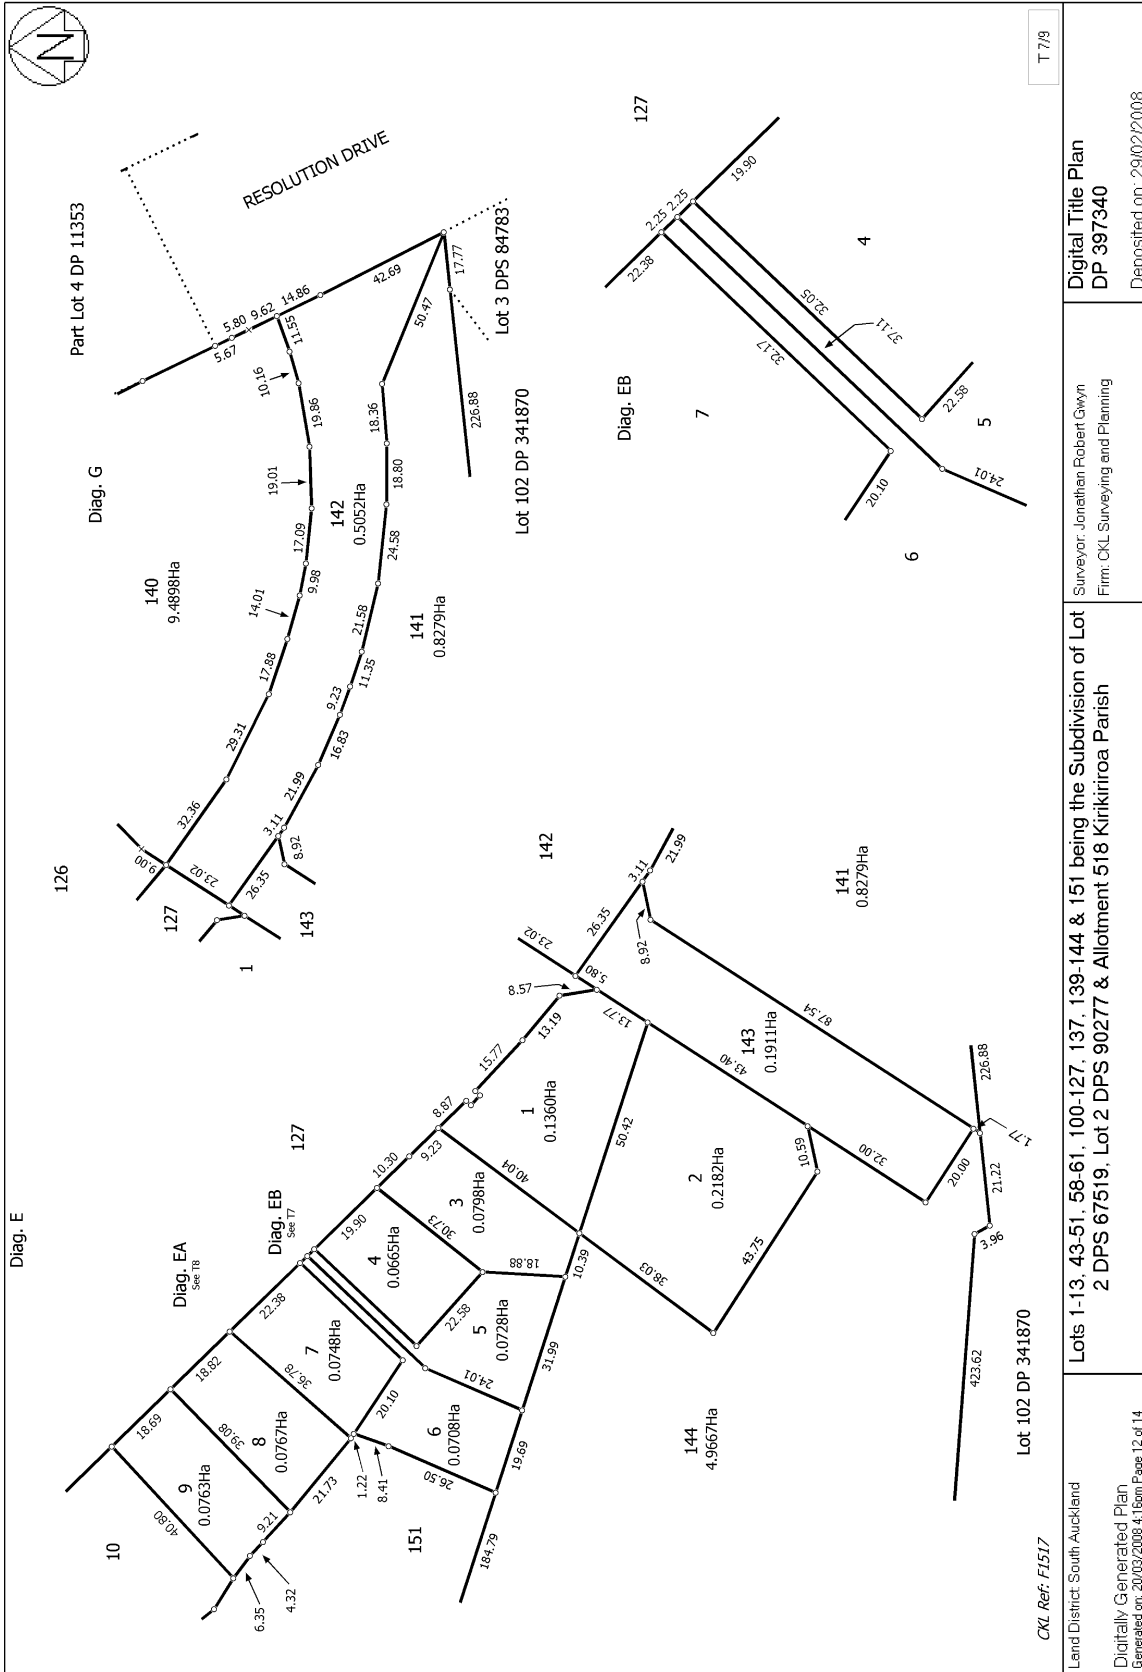 Diag. E
Diag. EA
See T8
Diag. EB
See T7
127
10
9
0.0763Ha
8
0.0767Ha
7
0.0748Ha
4
0.0665Ha
3
0.0798Ha
1
0.1360Ha
5
0.0728Ha
6
0.0708Ha
2
0.2182Ha
143
0.1911Ha
144
4.9667Ha
151
142
141
0.8279Ha
Lot 102 DP 341870
18.69
18.82
22.38
19.90
10.30
9.23
8.87
15.77
13.19
8.57
5.80
23.02
26.35
3.11
21.99
8.92
13.77
40.80
39.08
36.78
30.73
40.04
50.42
43.40
87.54
6.35
4.32
9.21
21.73
1.22
8.41
20.10
22.58
18.88
24.01
26.50
184.79
19.69
31.99
10.39
38.03
43.75
10.59
32.00
20.00
226.88
1.77
21.22
3.96
423.62
Diag. G
126
127
1
143
140
9.4898Ha
142
0.5052Ha
141
0.8279Ha
Part Lot 4 DP 11353
RESOLUTION DRIVE
Lot 3 DPS 84783
Lot 102 DP 341870
9.00
23.02
26.35
3.11
8.92
32.36
29.31
17.88
14.01
9.98
17.09
19.01
19.86
10.16
11.55
5.67
5.80
9.62
14.86
42.69
17.77
50.47
226.88
18.36
18.80
24.58
21.58
11.35
9.23
16.83
21.99
Diag. EB
127
7
4
6
5
22.38
2.25
2.25
19.90
32.17
32.05
37.11
20.10
24.01
22.58
T 7/9
CKL Ref: F1517
Land District: South Auckland
Digitally Generated Plan
Generated on: 20/03/2008 4:16pm Page 12 of 14
Lots 1-13, 43-51, 58-61, 100-127, 137, 139-144 & 151 being the Subdivision of Lot
2 DPS 67519, Lot 2 DPS 90277 & Allotment 518 Kirikiriroa Parish
Surveyor: Jonathan Robert Gwyn
Firm: CKL Surveying and Planning
Digital Title Plan
DP 397340
Deposited on: 29/02/2008
N